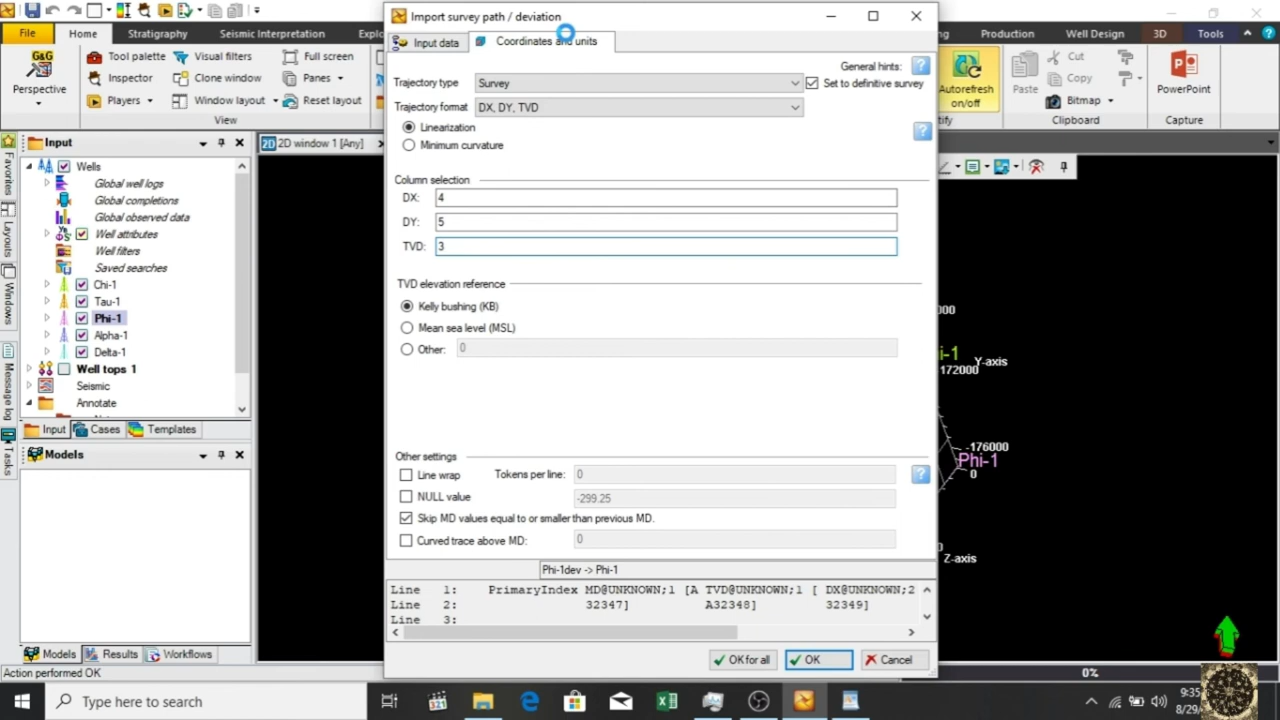 Import survey path / deviation
File
Home
Stratigraphy
Seismic Interpretation
Production
Well Design
3D
Tools
G&G
Perspective
Tool palette
Visual filters
Full screen
Inspector
Clone window
Panes
Players
Window layout
Reset layout
View
Autorefresh
on/off
Paste
Cut
Copy
Bitmap
Clipboard
PowerPoint
Capture
Input data
Coordinates and units
General hints:
Trajectory type
Survey
Set to definitive survey
Trajectory format
DX, DY, TVD
Linearization
Minimum curvature
Column selection
DX:
4
DY:
5
TVD:
3
TVD elevation reference
Kelly bushing (KB)
Mean sea level (MSL)
Other:
0
Other settings
Line wrap
Tokens per line:
0
NULL value
-299.25
Skip MD values equal to or smaller than previous MD.
Curved trace above MD:
0
Phi-1dev -> Phi-1
Line 1: PrimaryIndex MD@UNKNOWN;1 [A TVD@UNKNOWN;1 [ DX@UNKNOWN;2
Line 2: 32347] A32348] 32349]
Line 3:
OK for all
OK
Cancel
Favorites
Layouts
Windows
Message log
Tasks
Input
Wells
Global well logs
Global completions
Global observed data
Well attributes
Well filters
Saved searches
Chi-1
Tau-1
Phi-1
Alpha-1
Delta-1
Well tops 1
Seismic
Annotate
Input
Cases
Templates
Models
Models
Results
Workflows
Action performed OK
2D
2D window 1 [Any]
172000
Y-axis
-176000
Phi-1
0
Z-axis
0%
Type here to search
321